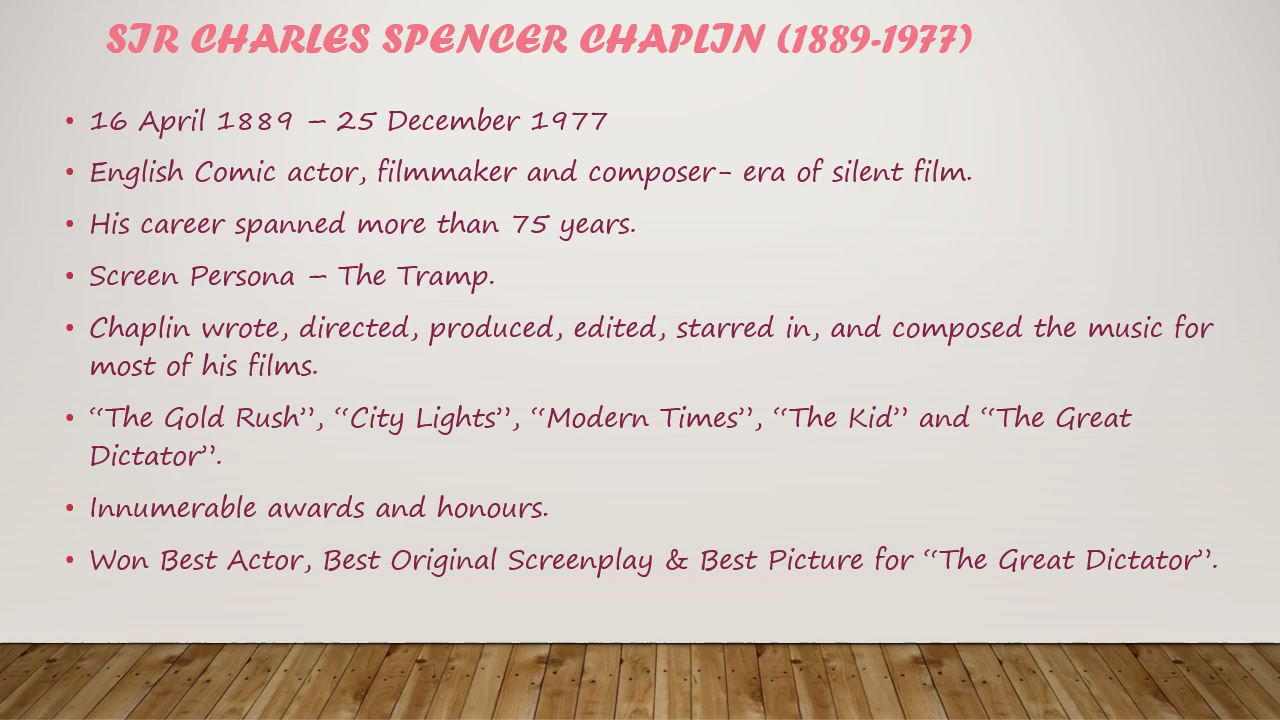 SIR CHARLES SPENCER CHAPLIN (1889-1977)
• 16 April 1889 – 25 December 1977
• English Comic actor, filmmaker and composer- era of silent film.
• His career spanned more than 75 years.
• Screen Persona – The Tramp.
• Chaplin wrote, directed, produced, edited, starred in, and composed the music for
most of his films.
• “The Gold Rush”, “City Lights”, “Modern Times”, “The Kid” and “The Great
Dictator”.
• Innumerable awards and honours.
• Won Best Actor, Best Original Screenplay & Best Picture for “The Great Dictator”.